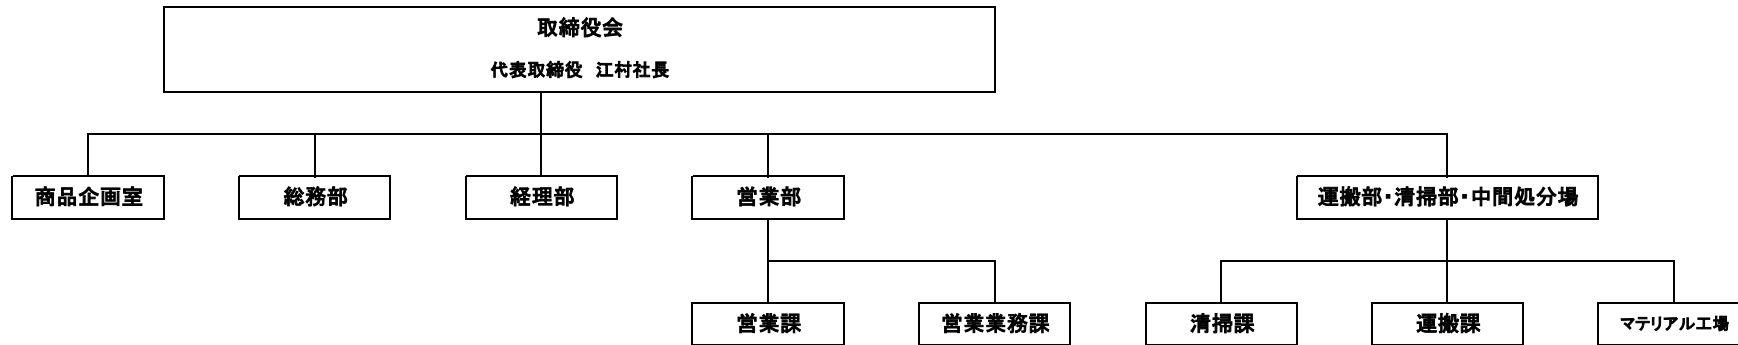 取締役会
代表取締役 江村社長
商品企画室
総務部
経理部
営業部
運搬部・清掃部・中間処分場
営業課
営業業務課
清掃課
運搬課
マテリアル工場